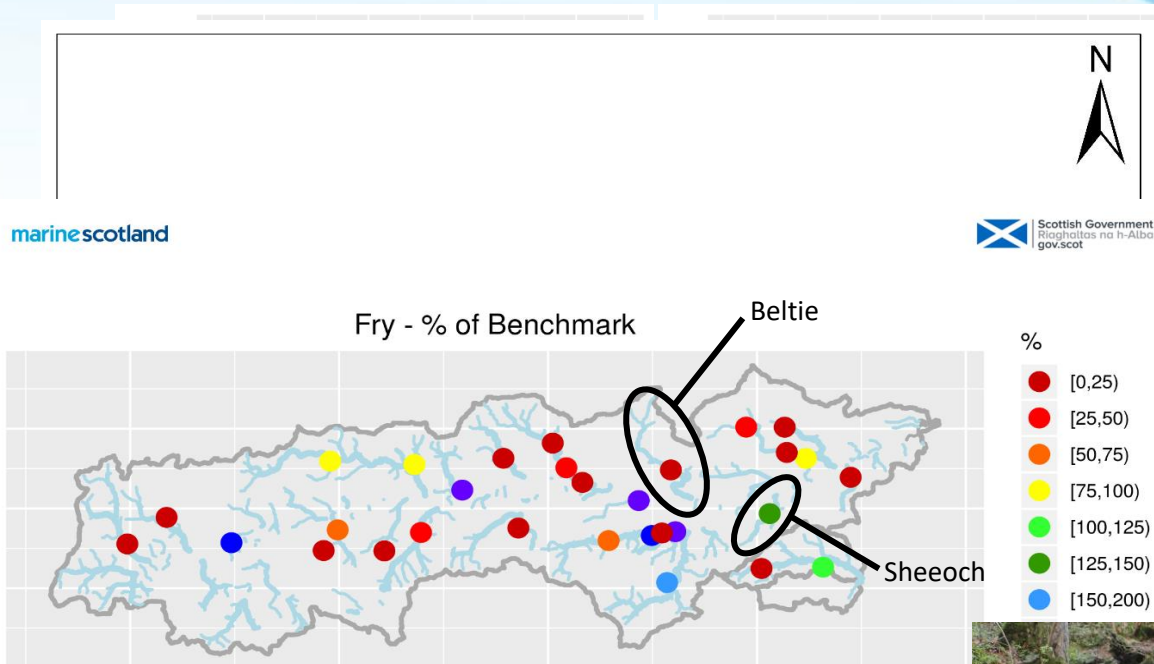 N
marinescotland
Scottish Government
Riaghaltas na h-Alba
gov.scot
Fry - % of Benchmark
Beltie
Sheeoch
%
[0,25)
[25,50)
[50,75)
[75,100)
[100,125)
[125,150)
[150,200)